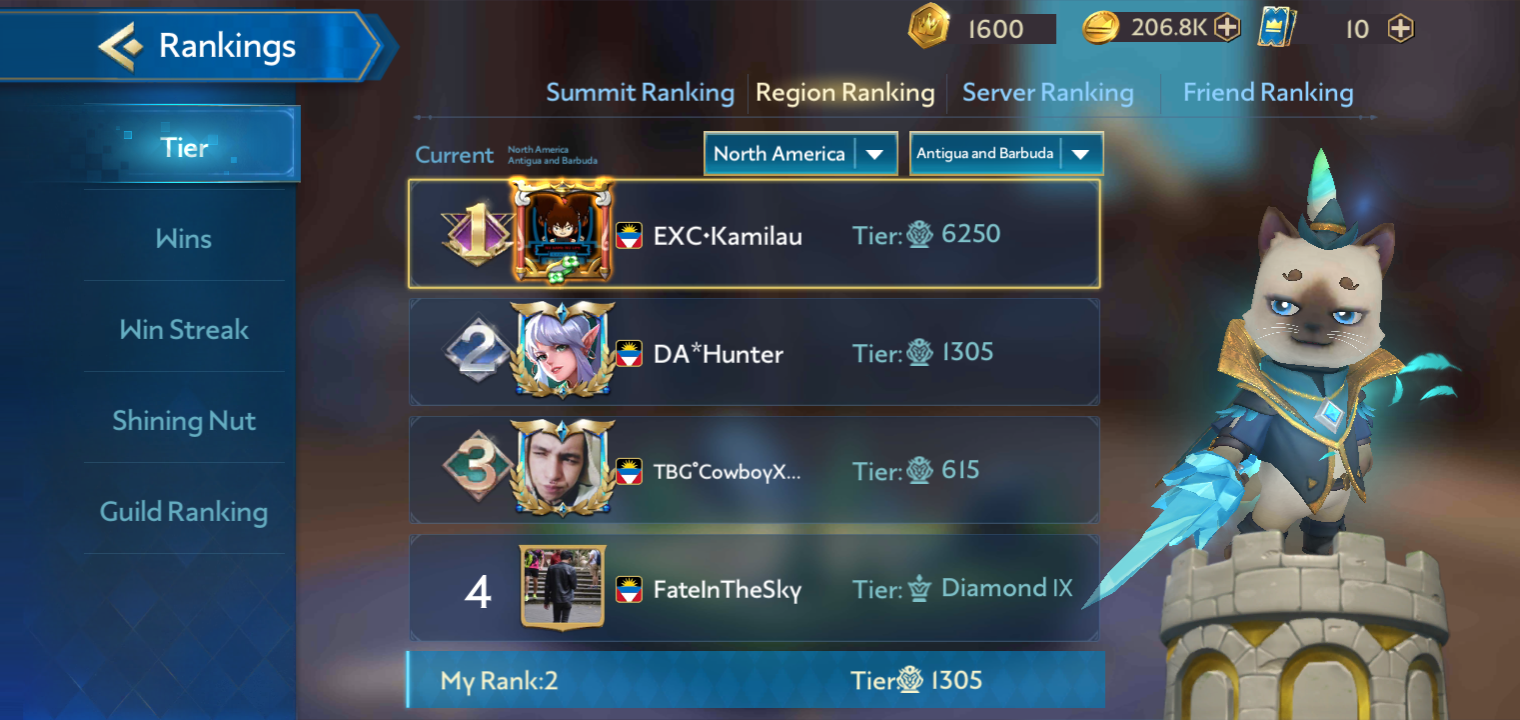 Rankings
1600
206.8K
10
Summit Ranking
Region Ranking
Server Ranking
Friend Ranking
Tier
Wins
Win Streak
Shining Nut
Guild Ranking
Current
North America
Antigua and Barbuda
North America
Antigua and Barbuda
1
EXC•Kamilau
Tier: 6250
2
DA*Hunter
Tier: 1305
3
TBG°CowboyX...
Tier: 615
4
FateInTheSky
Tier: Diamond IX
My Rank:2
Tier: 1305